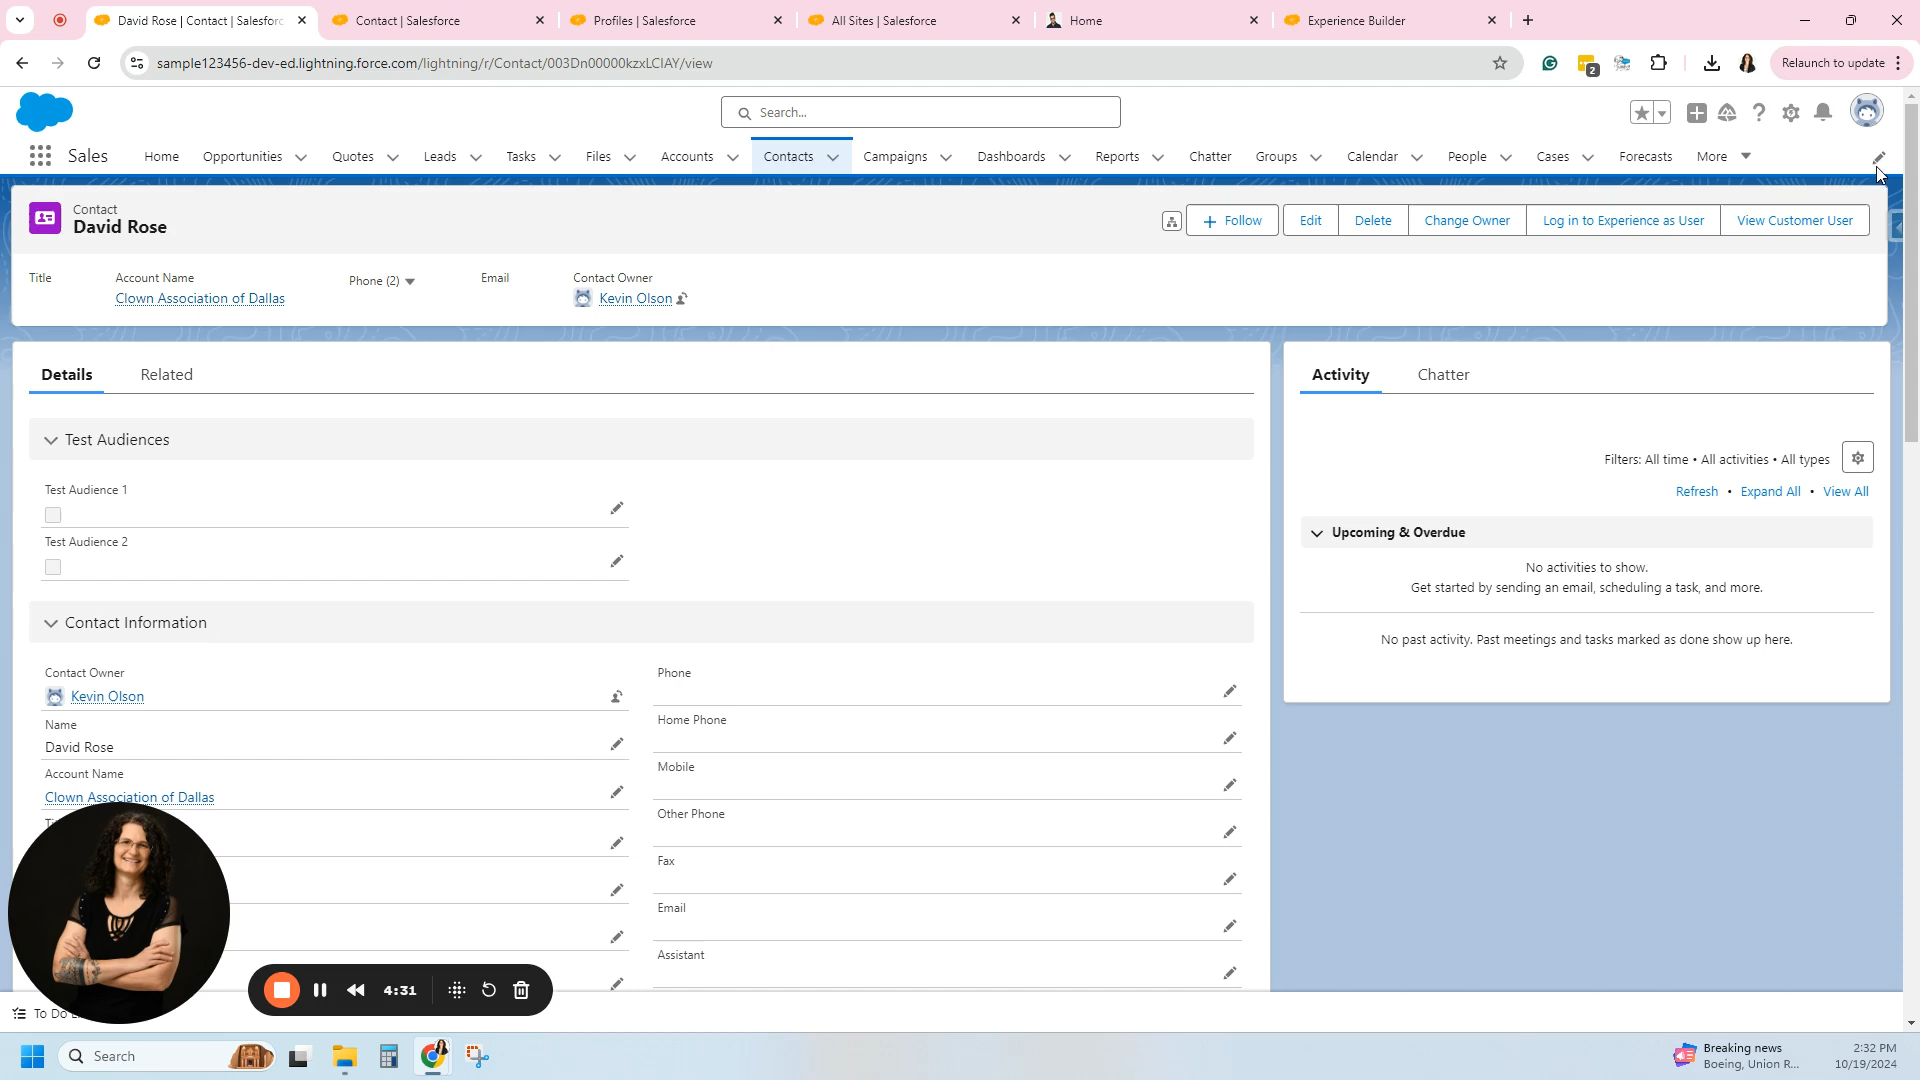 David Rose | Contact | Salesforc
Contact | Salesforce
Profiles | Salesforce
All Sites | Salesforce
Home
Experience Builder
sample123456-dev-ed.lightning.force.com/lightning/r/Contact/003Dn00000kzxLCIAY/view
2
Relaunch to update
Search...
Sales
Home
Opportunities
Quotes
Leads
Tasks
Files
Accounts
Contacts
Campaigns
Dashboards
Reports
Chatter
Groups
Calendar
People
Cases
Forecasts
More
Contact
David Rose
Follow
Edit
Delete
Change Owner
Log in to Experience as User
View Customer User
Title
Account Name
Clown Association of Dallas
Phone (2)
Email
Contact Owner
Kevin Olson
Details
Related
Test Audiences
Test Audience 1
Test Audience 2
Contact Information
Contact Owner
Kevin Olson
Name
David Rose
Account Name
Clown Association of Dallas
Phone
Home Phone
Mobile
Other Phone
Fax
Email
Assistant
Activity
Chatter
Filters: All time • All activities • All types
Refresh • Expand All • View All
Upcoming & Overdue
No activities to show.
Get started by sending an email, scheduling a task, and more.
No past activity. Past meetings and tasks marked as done show up here.
4:31
To Do
Search
Breaking news
Boeing, Union R...
2:32 PM
10/19/2024